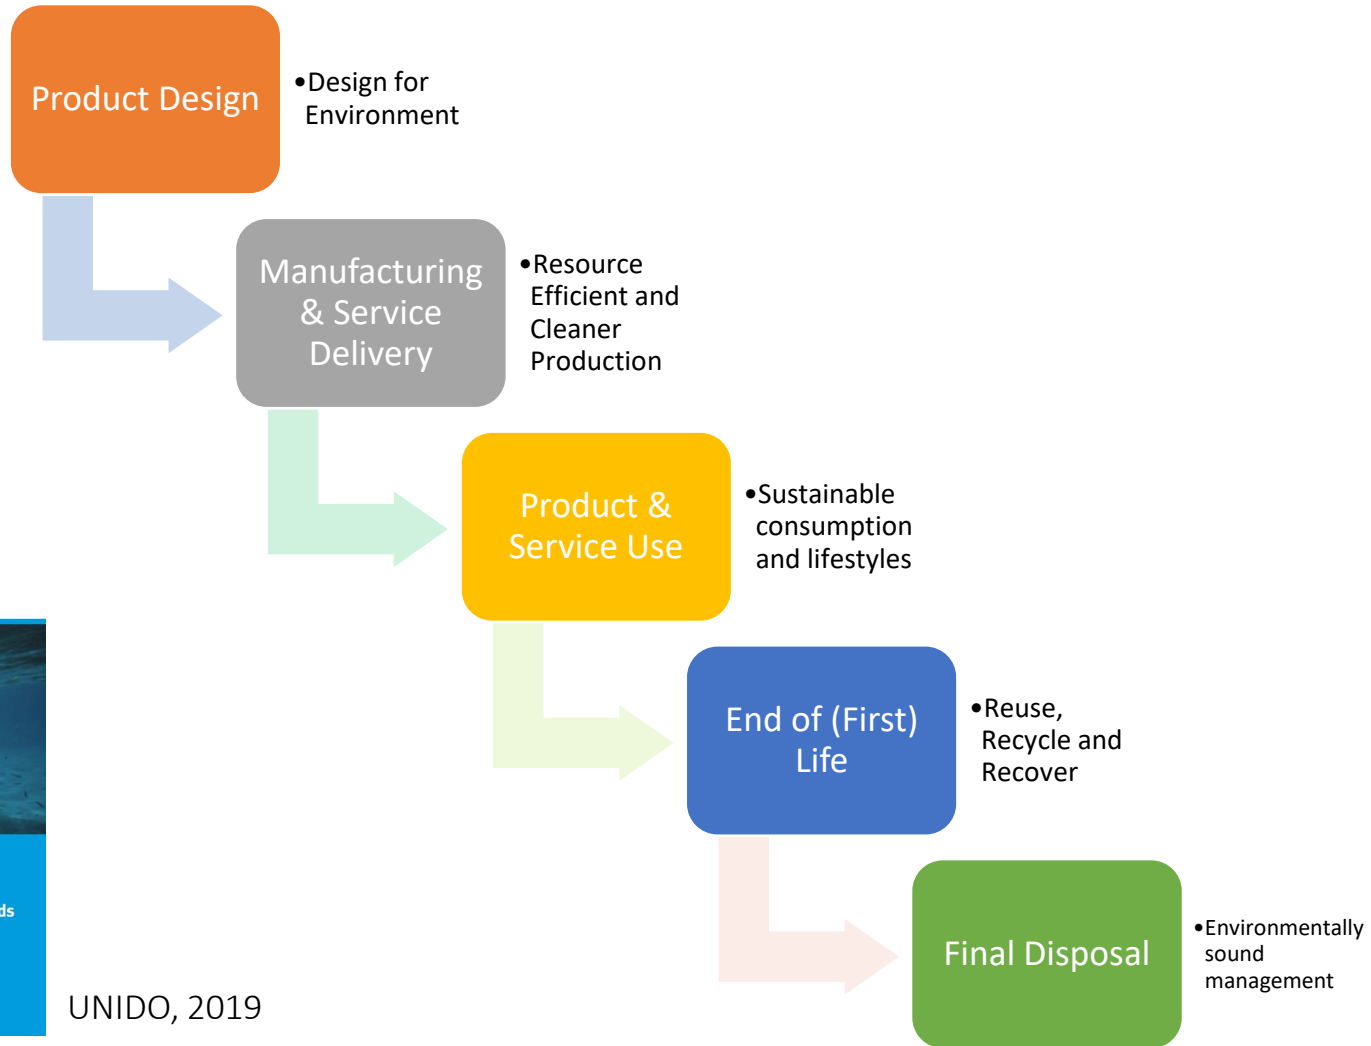 Product Design
•Design for
Environment
Manufacturing
& Service
Delivery
•Resource
Efficient and
Cleaner
Production
Product &
Service Use
•Sustainable
consumption
and lifestyles
End of (First)
Life
•Reuse,
Recycle and
Recover
Final Disposal
•Environmentally
sound
management
UNIDO, 2019